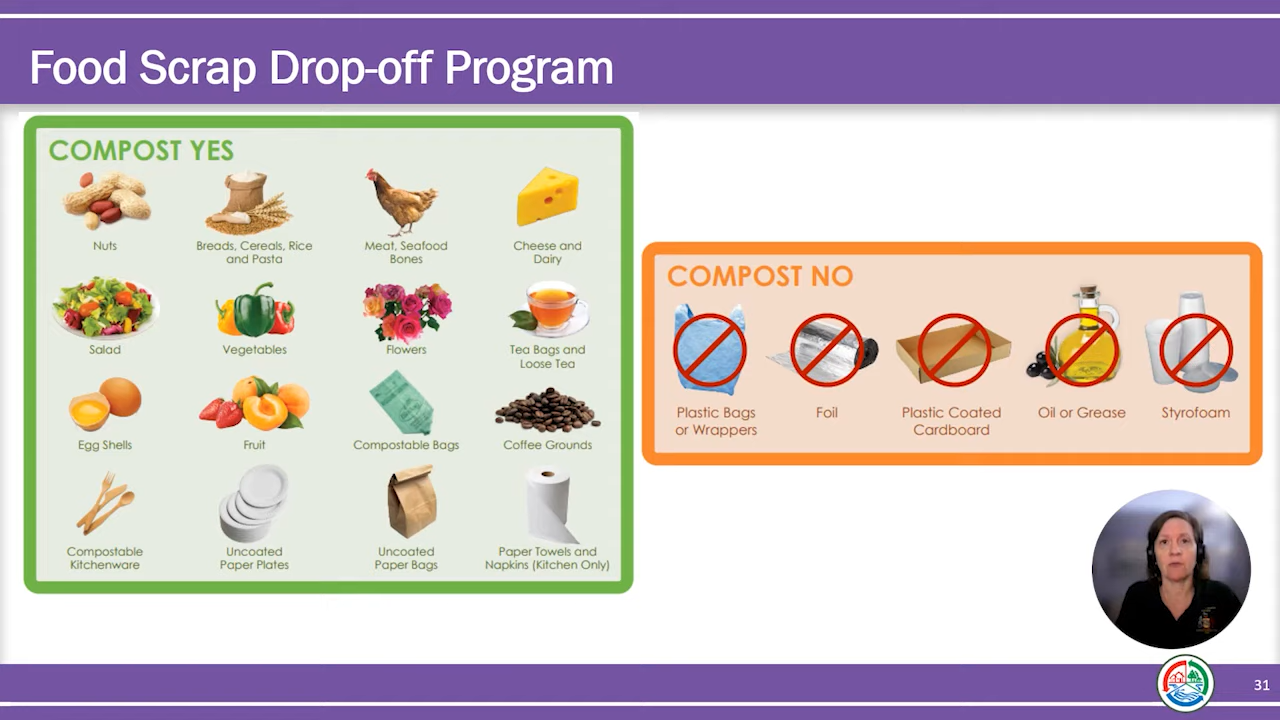 Food Scrap Drop-off Program
COMPOST YES
Nuts
Breads, Cereals, Rice
and Pasta
Meat, Seafood
Bones
Cheese and
Dairy
Salad
Vegetables
Flowers
Tea Bags and
Loose Tea
Egg Shells
Fruit
Compostable Bags
Coffee Grounds
Compostable
Kitchenware
Uncoated
Paper Plates
Uncoated
Paper Bags
Paper Towels and
Napkins (Kitchen Only)
COMPOST NO
Plastic Bags
or Wrappers
Foil
Plastic Coated
Cardboard
Oil or Grease
Styrofoam
31